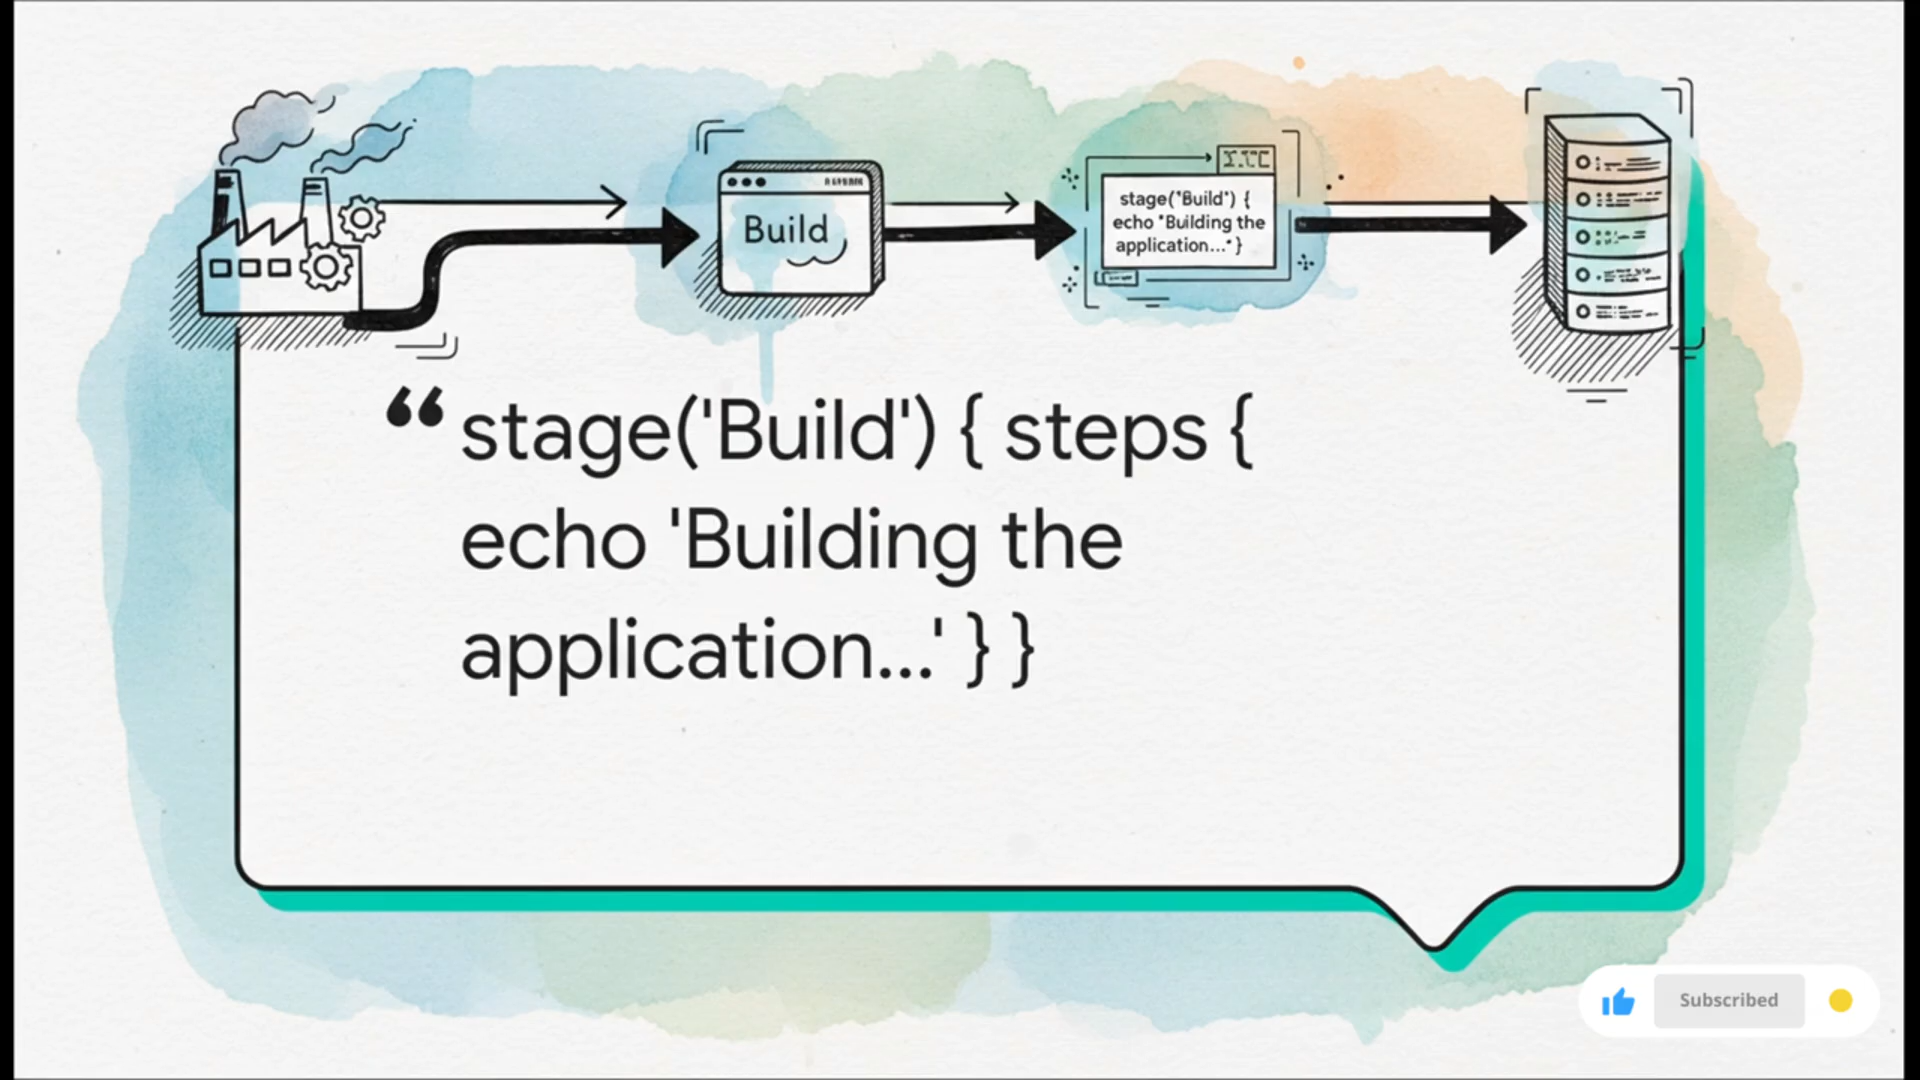 Build
stage('Build') {
echo "Building the
application..." }
“stage('Build') { steps {
echo 'Building the
application...' } }
Subscribed